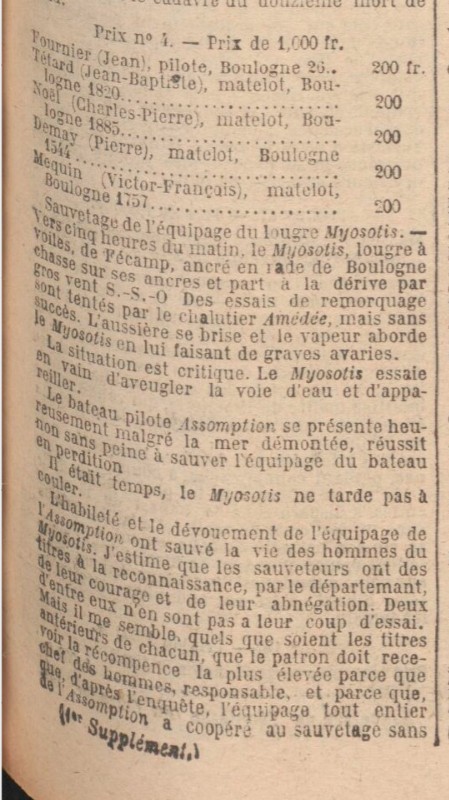 le cadavre du douzième mort de
Prix n° 4. — Prix de 1,000 fr.
Fournier (Jean), pilote, Boulogne 26.. 200 fr.
Tétard (Jean-Baptiste), matelot, Bou-
logne 1820........................ 200
Noël (Charles-Pierre), matelot, Bou-
logne 1885........................ 200
Demay (Pierre), matelot, Boulogne
1544.............................. 200
Mequin (Victor-François), matelot,
Boulogne 1757..................... 200
Sauvetage de l'équipage du lougre Myosotis. —
Vers cinq heures du matin, le Myosotis, lougre à
voiles, de Fécamp, ancré en rade de Boulogne
chasse sur ses ancres et part à la dérive par
gros vent S.-S.-O Des essais de remorquage
sont tentés par le chalutier Amédée, mais sans
succès. L'aussière se brise et le vapeur aborde
le Myosotis en lui faisant de graves avaries.
La situation est critique. Le Myosotis essaie
en vain d'aveugler la voie d'eau et d'appa-
reiller.
Le bateau pilote Assomption se présente heu-
reusement malgré la mer démontée, réussit
non sans peine à sauver l'équipage du bateau
en perdition
Il était temps, le Myosotis ne tarde pas à
couler.
L'habileté et le dévouement de l'équipage de
l'Assomption ont sauvé la vie des hommes du
Myosotis. J'estime que les sauveteurs ont des
titres à la reconnaissance, par le départemant,
de leur courage et de leur abnégation. Deux
d'entre eux n'en sont pas a leur coup d'essai.
Mais il me semble, quels que soient les titres
antérieurs de chacun, que le patron doit rece-
voir la récompence la plus élevée parce que
chef des hommes, responsable, et parce que,
que, d'après l'enquête, l'équipage tout entier
de l'Assomption a coopéré au sauvetage sans
(1er Supplément.)